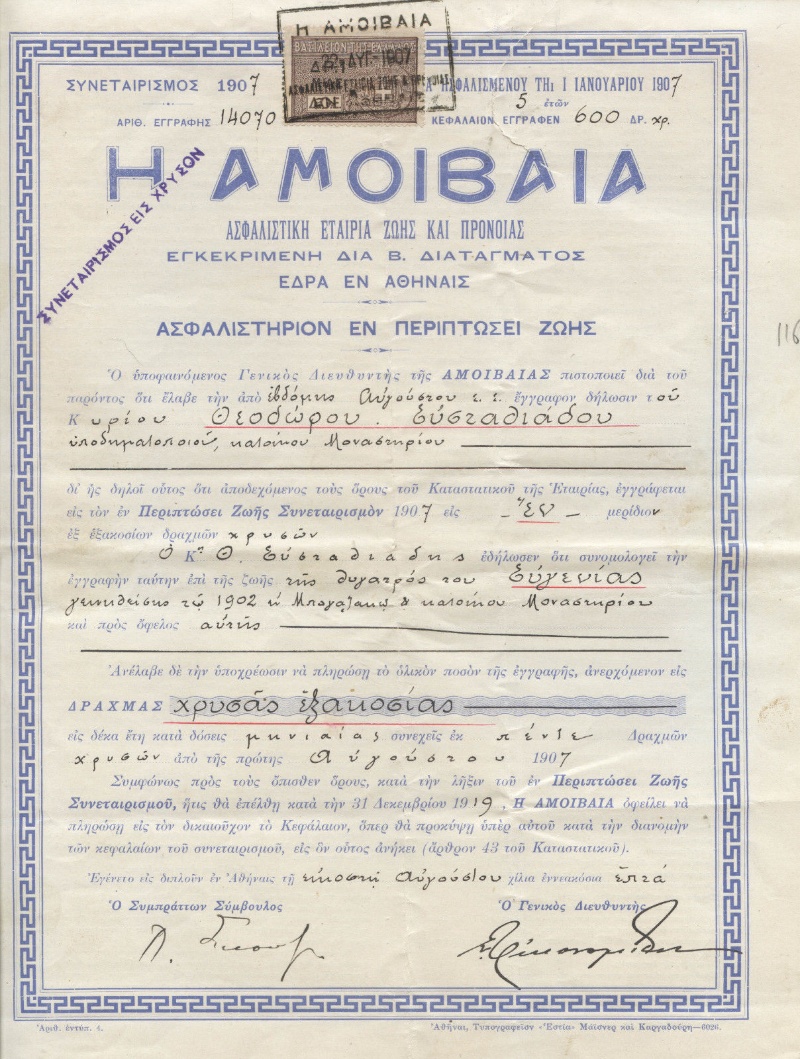 Η ΑΜΟΙΒΑΙΑ
ΣΥΝΕΤΑΙΡΙΣΜΟΣ 1907
ΑΣΦΑΛΙΣΜΕΝΟΥ ΤΗι 1 ΙΑΝΟΥΑΡΙΟΥ 1907
5 ἐτῶν
ΑΡΙΘ. ΕΓΓΡΑΦΗΣ 14070
ΚΕΦΑΛΑΙΟΝ ΕΓΓΡΑΦΕΝ 600 ΔΡ. χρ.
ΣΥΝΕΤΑΙΡΙΣΜΟΣ ΕΙΣ ΧΡΥΣΟΝ
Η ΑΜΟΙΒΑΙΑ
ΑΣΦΑΛΙΣΤΙΚΗ ΕΤΑΙΡΙΑ ΖΩΗΣ ΚΑΙ ΠΡΟΝΟΙΑΣ
ΕΓΚΕΚΡΙΜΕΝΗ ΔΙΑ Β. ΔΙΑΤΑΓΜΑΤΟΣ
ΕΔΡΑ ΕΝ ΑΘΗΝΑΙΣ
ΑΣΦΑΛΙΣΤΗΡΙΟΝ ΕΝ ΠΕΡΙΠΤΩΣΕΙ ΖΩΗΣ
116
Ὁ ὑποφαινόμενος Γενικὸς Διευθυντὴς τῆς ΑΜΟΙΒΑΙΑΣ πιστοποιεῖ διὰ τοῦ
παρόντος ὅτι ἔλαβε τὴν ἀπὸ ἑβδόμης Αὐγούστου ἔ. ἔ. ἔγγραφον δήλωσιν τοῦ
Κυρίου Θεοδώρου Εὐσταθιάδου
ὑποδηματοποιοῦ, κατοίκου Μοναστηρίου
δι' ἧς δηλοῖ οὗτος ὅτι ἀποδεχόμενος τοὺς ὅρους τοῦ Καταστατικοῦ τῆς Ἑταιρίας, ἐγγράφεται
εἰς τὸν ἐν Περιπτώσει Ζωῆς Συνεταιρισμὸν 1907 εἰς - Ἕν - μερίδιον
ἐξ ἑξακοσίων δραχμῶν χρυσῶν
Ὁ Κος Θ. Εὐσταθιάδης ἐδήλωσεν ὅτι συνομολογεῖ τὴν
ἐγγραφὴν ταύτην ἐπὶ τῆς ζωῆς τῆς θυγατρός του Εὐγενίας
γεννηθείσης τῷ 1902 ἐν & κατοίκου Μοναστηρίου
καὶ πρὸς ὄφελος αὐτῆς
Ἀνέλαβε δὲ τὴν ὑποχρέωσιν νὰ πληρώσῃ τὸ ὁλικὸν ποσὸν τῆς ἐγγραφῆς, ἀνερχόμενον εἰς
ΔΡΑΧΜΑΣ χρυσᾶς ἑξακοσίας
εἰς δέκα ἔτη κατὰ δόσεις μηνιαίας συνεχεῖς ἐκ πέντε Δραχμῶν
χρυσῶν ἀπὸ τῆς πρώτης Αὐγούστου 1907
Συμφώνως πρὸς τοὺς ὄπισθεν ὅρους, κατὰ τὴν λῆξιν τοῦ ἐν Περιπτώσει Ζωῆς
Συνεταιρισμοῦ, ἥτις θὰ ἐπέλθῃ κατὰ τὴν 31 Δεκεμβρίου 1919, Η ΑΜΟΙΒΑΙΑ ὀφείλει νὰ
πληρώσῃ εἰς τὸν δικαιοῦχον τὸ Κεφάλαιον, ὅπερ θὰ προκύψῃ ὑπὲρ αὐτοῦ κατὰ τὴν διανομὴν
τῶν κεφαλαίων τοῦ συνεταιρισμοῦ, εἰς ὃν οὗτος ἀνήκει (ἄρθρον 43 τοῦ Καταστατικοῦ).
Ἐγένετο εἰς διπλοῦν ἐν Ἀθήναις τῇ εἰκοστῇ Αὐγούστου χίλια ἐννεακόσια ἑπτά
Ὁ Συμπράττων Σύμβουλος
Ὁ Γενικὸς Διευθυντής
Ἀριθ. ἐντύπ. 4.
Ἀθῆναι, Τυπογραφεῖον «Ἑστία» Μάϊσνερ καὶ Καργαδούρη—6026.